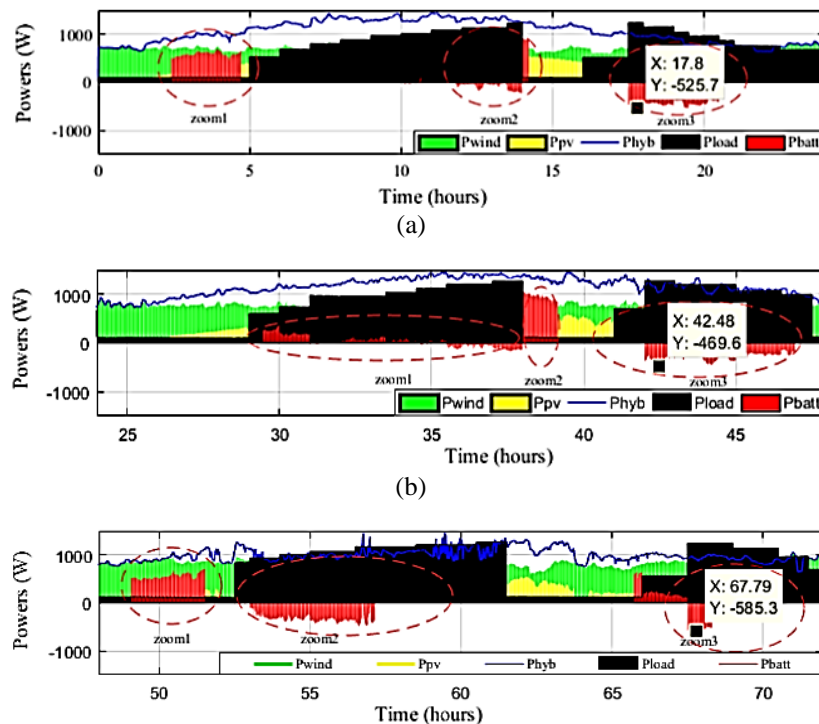 (a)
Powers (W)
1000
0
-1000
X: 17.8
Y: -525.7
zoom1
zoom2
zoom3
Pwind Ppv Phyb Pload Pbatt
0 5 10 15 20
Time (hours)
(a)
Powers (W)
1000
0
-1000
X: 42.48
Y: -469.6
zoom1
zoom2
zoom3
Pwind Ppv Phyb Pload Pbatt
25 30 35 40 45
Time (hours)
(b)
Powers (W)
1000
0
-1000
X: 67.79
Y: -585.3
zoom1
zoom2
zoom3
Pwind Ppv Phyb Pload Pbatt
50 55 60 65 70
Time (hours)